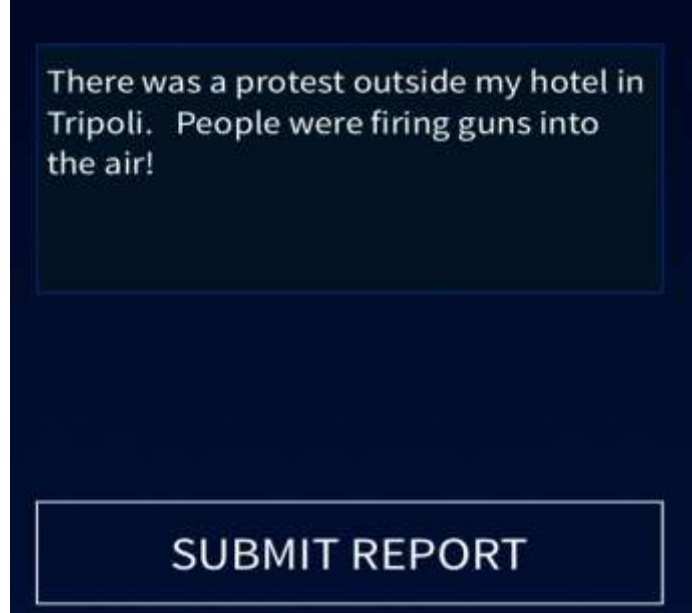 There was a protest outside my hotel in
Tripoli.   People were firing guns into
the air!
SUBMIT REPORT